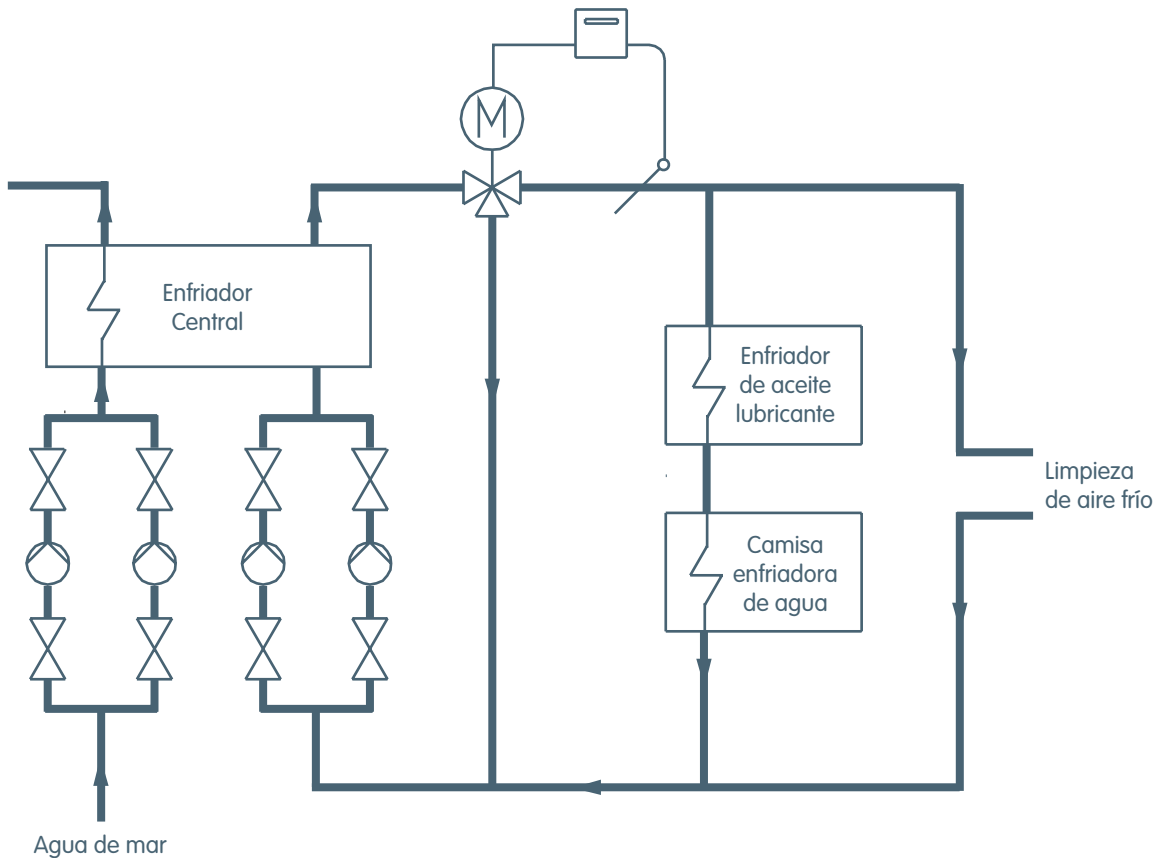 M
Enfriador
Central
Enfriador
de aceite
lubricante
Limpieza
de aire frío
Camisa
enfriadora
de agua
Agua de mar